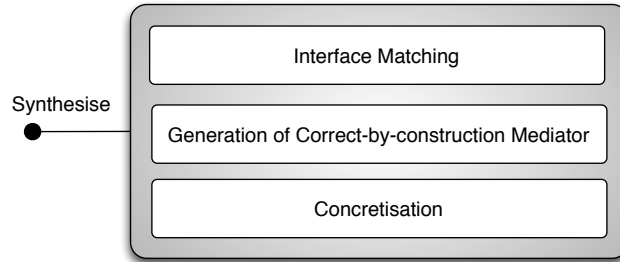 Interface Matching
Synthesise
Generation of Correct-by-construction Mediator
Concretisation